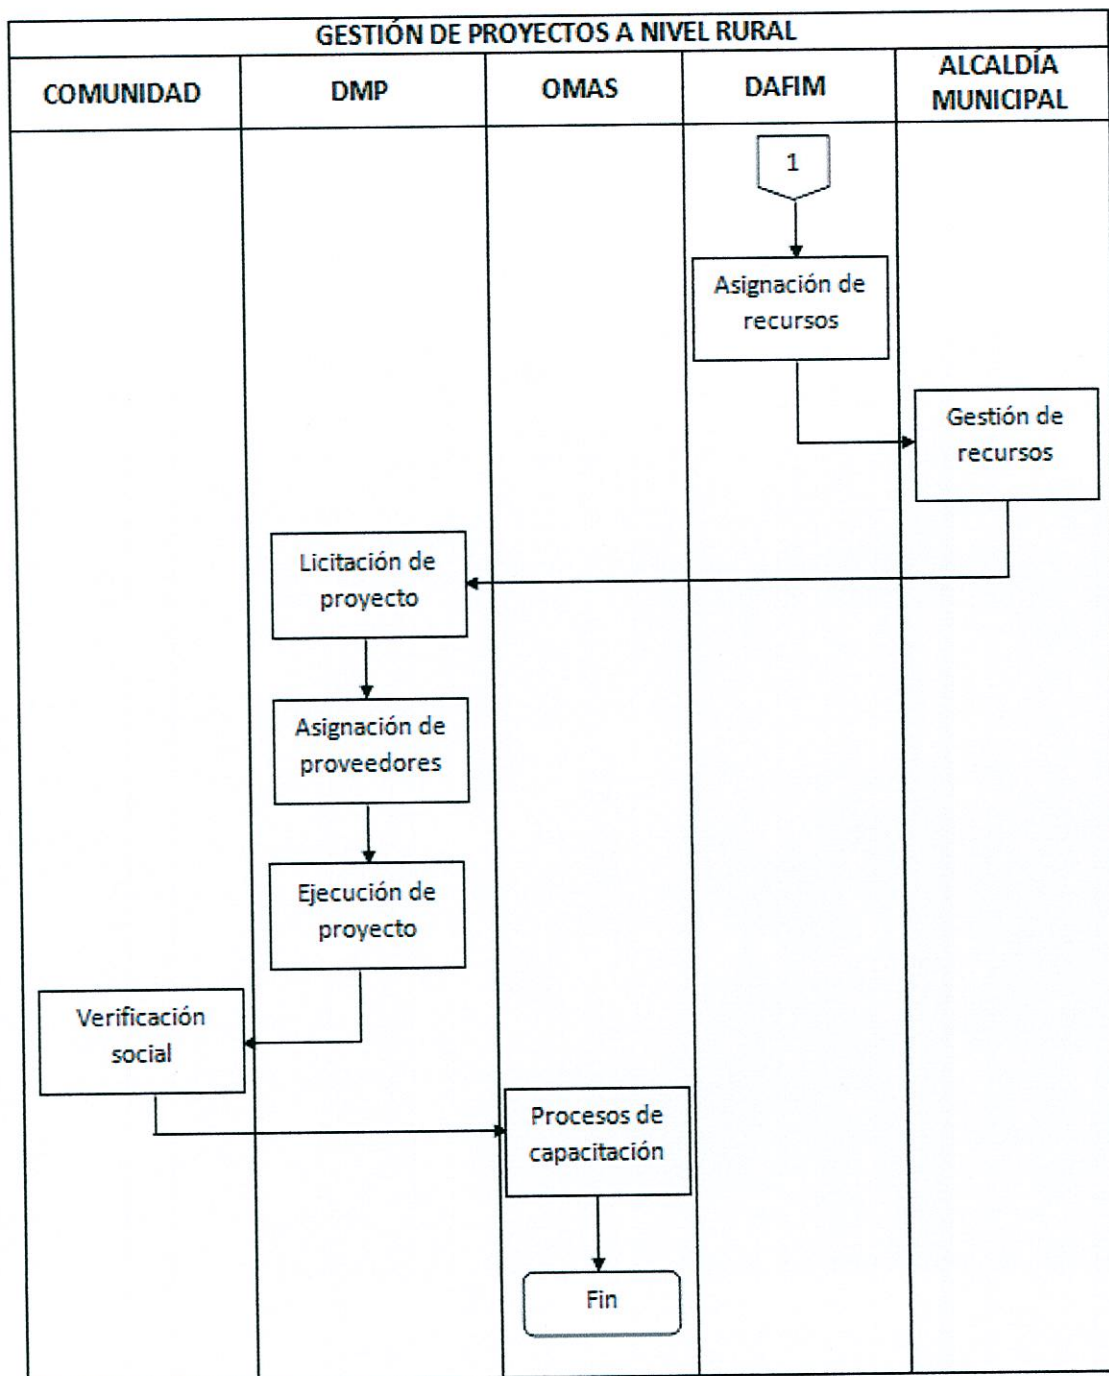 GESTIÓN DE PROYECTOS A NIVEL RURAL
COMUNIDAD
DMP
OMAS
DAFIM
ALCALDÍA
MUNICIPAL
1
Asignación de
recursos
Gestión de
recursos
Licitación de
proyecto
Asignación de
proveedores
Ejecución de
proyecto
Verificación
social
Procesos de
capacitación
Fin